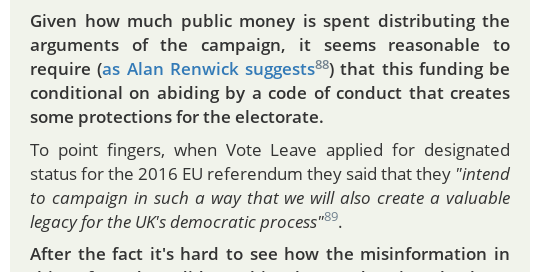 Given how much public money is spent distributing the
arguments of the campaign, it seems reasonable to
require (as Alan Renwick suggests88) that this funding be
conditional on abiding by a code of conduct that creates
some protections for the electorate.
To point fingers, when Vote Leave applied for designated
status for the 2016 EU referendum they said that they "intend
to campaign in such a way that we will also create a valuable
legacy for the UK's democratic process"89.
After the fact it's hard to see how the misinformation in